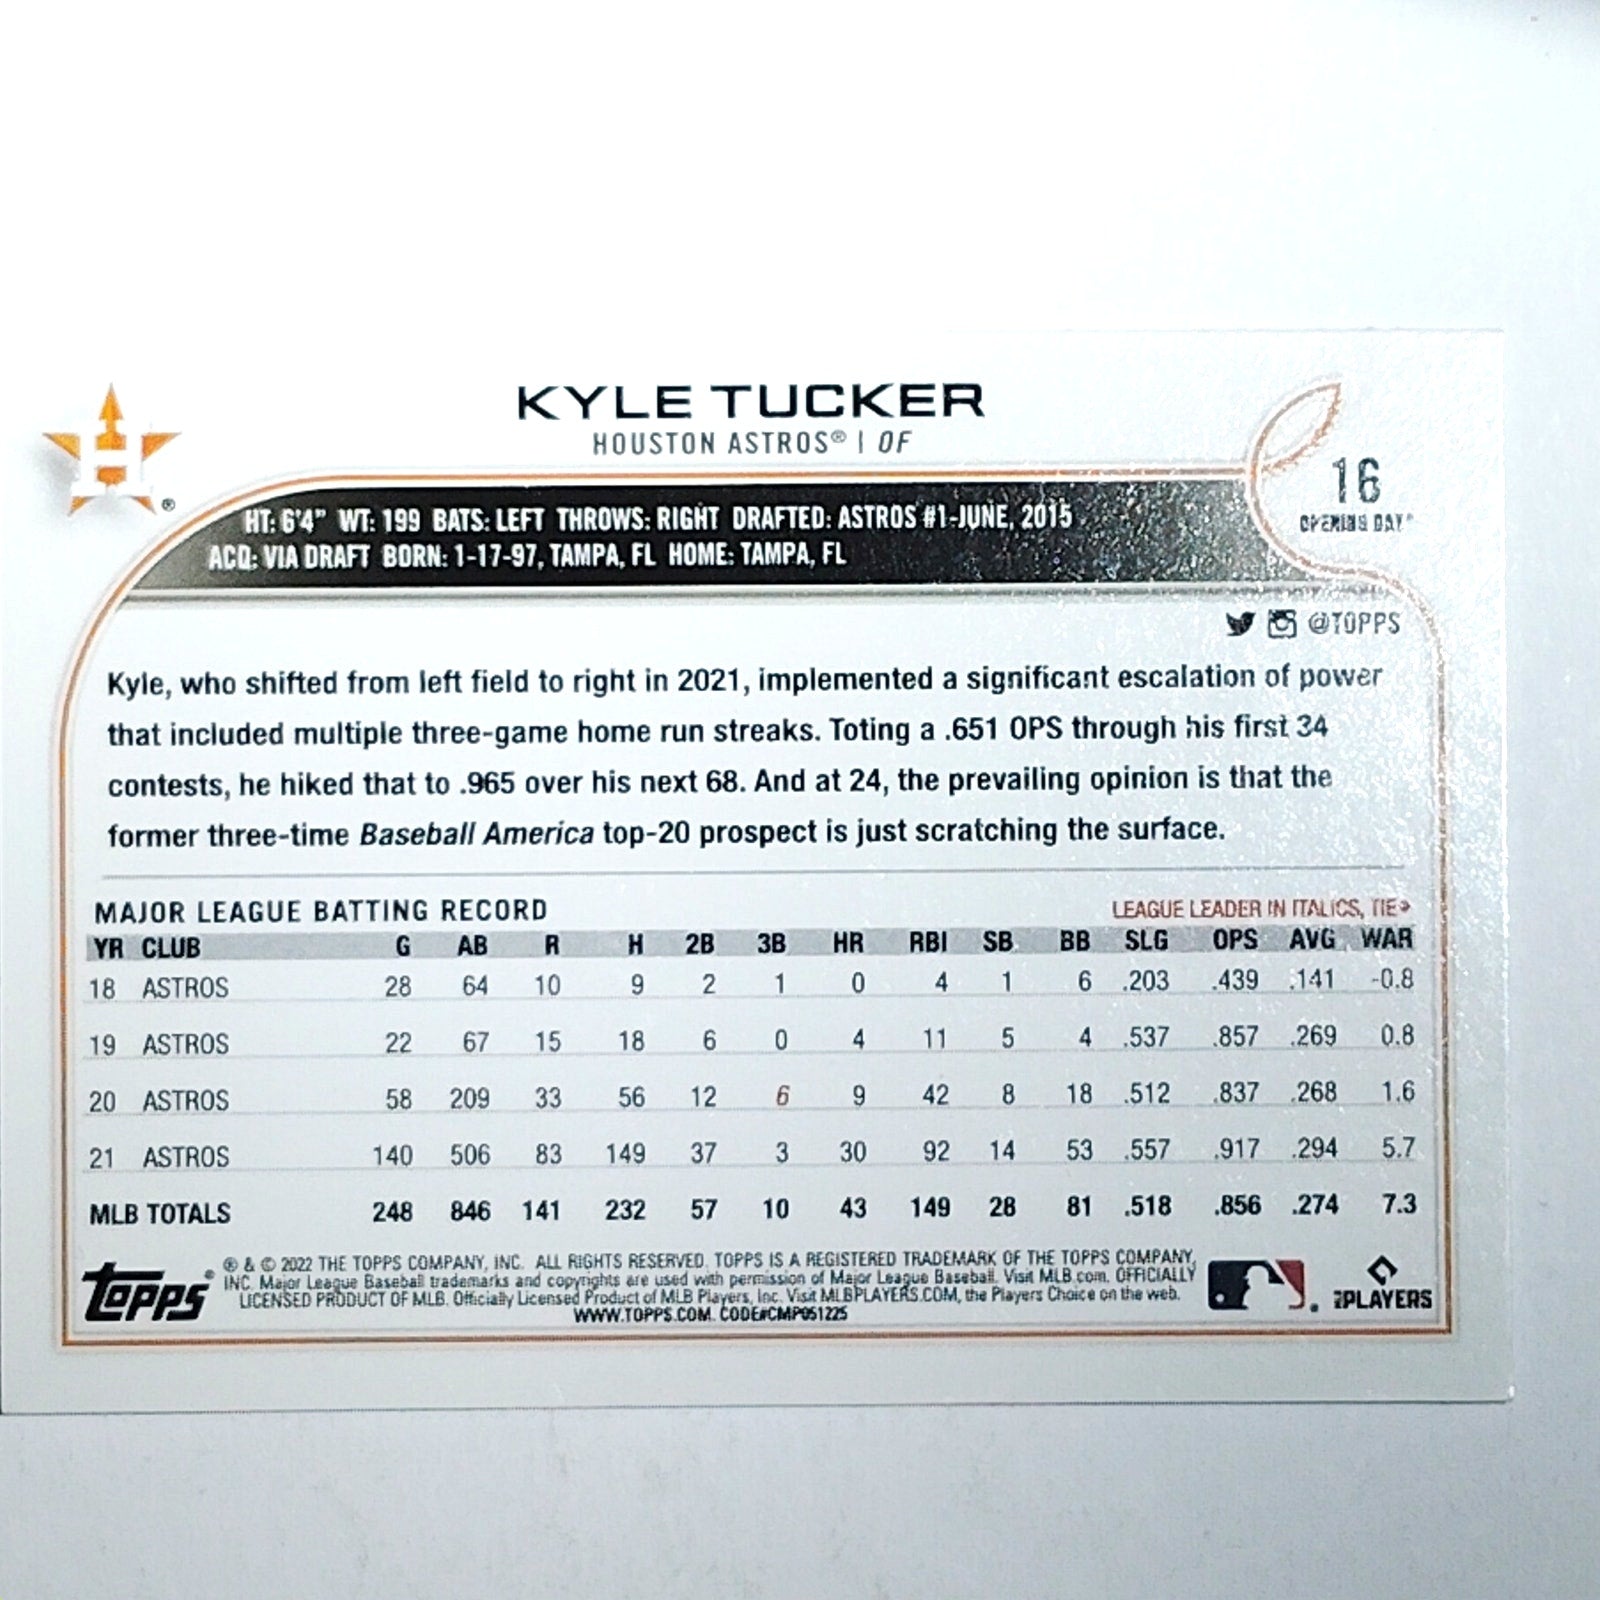 KYLE TUCKER
HOUSTON ASTROS® | OF
16
OPENING DAY®
HT: 6'4" WT: 199 BATS: LEFT THROWS: RIGHT DRAFTED: ASTROS #1-JUNE, 2015
ACQ: VIA DRAFT BORN: 1-17-97, TAMPA, FL HOME: TAMPA, FL
@TOPPS
Kyle, who shifted from left field to right in 2021, implemented a significant escalation of power
that included multiple three-game home run streaks. Toting a .651 OPS through his first 34
contests, he hiked that to .965 over his next 68. And at 24, the prevailing opinion is that the
former three-time Baseball America top-20 prospect is just scratching the surface.
MAJOR LEAGUE BATTING RECORD LEAGUE LEADER IN ITALICS, TIE
YR CLUB G AB R H 2B 3B HR RBI SB BB SLG OPS AVG WAR
18 ASTROS 28 64 10 9 2 1 0 4 1 6 .203 .439 .141 -0.8
19 ASTROS 22 67 15 18 6 0 4 11 5 4 .537 .857 .269 0.8
20 ASTROS 58 209 33 56 12 6 9 42 8 18 .512 .837 .268 1.6
21 ASTROS 140 506 83 149 37 3 30 92 14 53 .557 .917 .294 5.7
MLB TOTALS 248 846 141 232 57 10 43 149 28 81 .518 .856 .274 7.3
Topps®
® & © 2022 THE TOPPS COMPANY, INC. ALL RIGHTS RESERVED. TOPPS IS A REGISTERED TRADEMARK OF THE TOPPS COMPANY,
INC. Major League Baseball trademarks and copyrights are used with permission of Major League Baseball. Visit MLB.com. OFFICIALLY
LICENSED PRODUCT OF MLB. Officially Licensed Product of MLB Players, Inc. Visit MLBPLAYERS.COM, the Players Choice on the web.
WWW.TOPPS.COM. CODE#CMP051225
PLAYERS